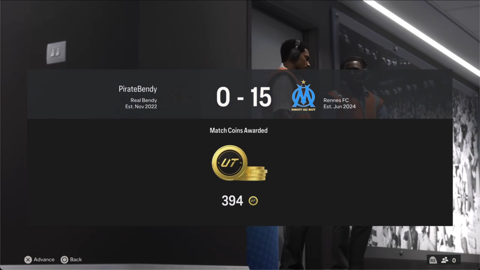 PirateBendy
Real Bendy
Est. Nov 2022
0 - 15
Rennes FC
Est. Jun 2024
Match Coins Awarded
UT
394
Advance
Back
0